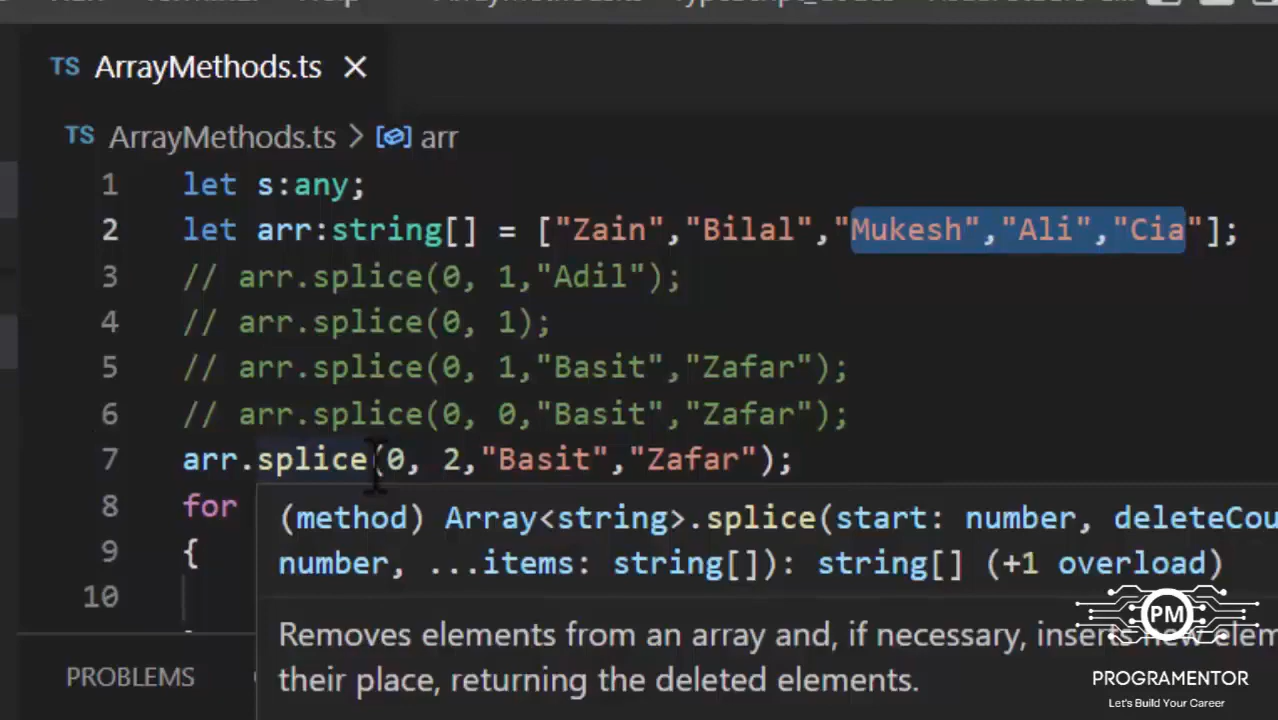 TS ArrayMethods.ts ×
TS ArrayMethods.ts > arr
1 let s:any;
2 let arr:string[] = ["Zain","Bilal","Mukesh","Ali","Cia"];
3 // arr.splice(0, 1,"Adil");
4 // arr.splice(0, 1);
5 // arr.splice(0, 1,"Basit","Zafar");
6 // arr.splice(0, 0,"Basit","Zafar");
7 arr.splice(0, 2,"Basit","Zafar");
8 for
9 {
10
(method) Array<string>.splice(start: number, deleteCou
number, ...items: string[]): string[] (+1 overload)
Removes elements from an array and, if necessary, inserts new elem
their place, returning the deleted elements.
PROBLEMS
PM
PROGRAMENTOR
Let's Build Your Career